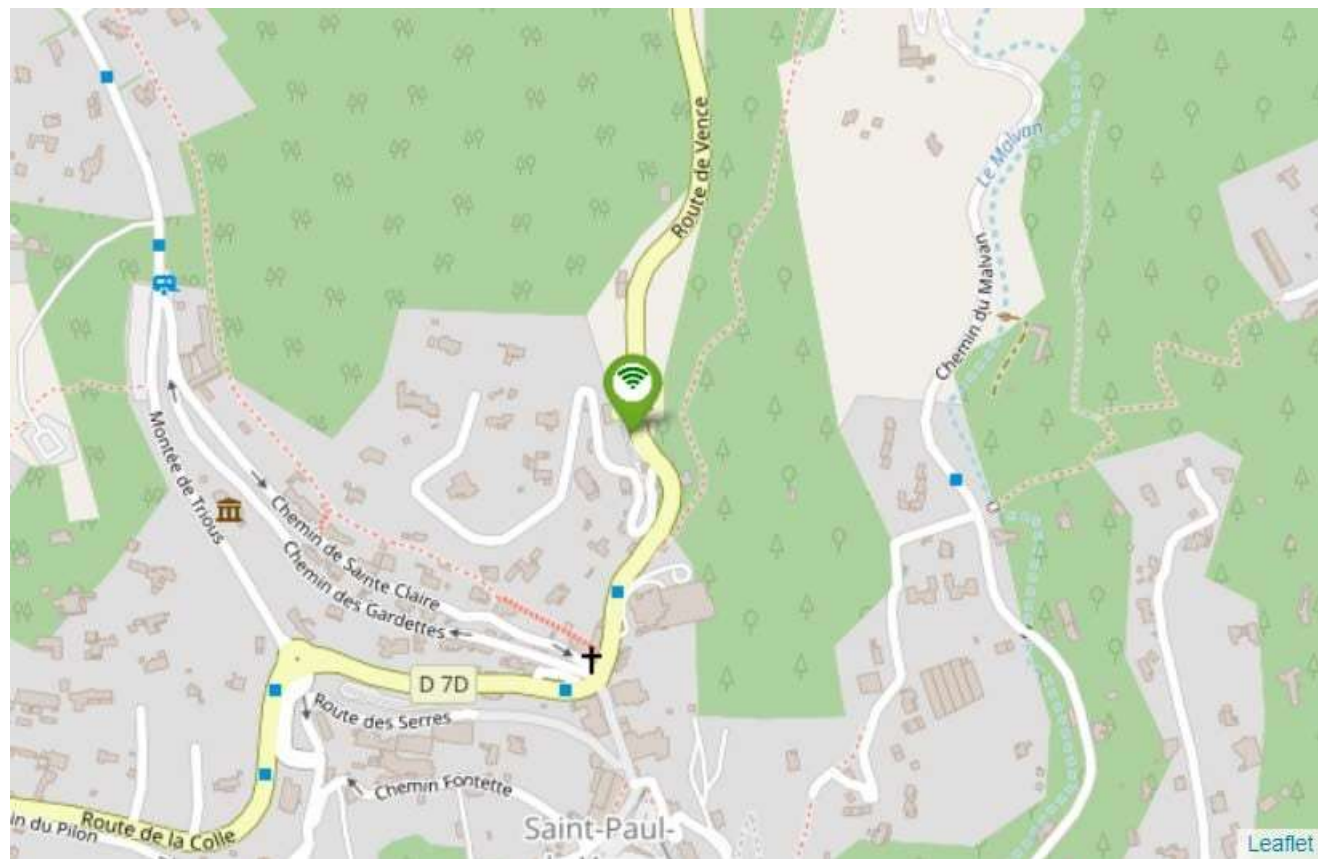 Route de Vence
Le Malvan
Chemin du Malvan
Montée de Trious
Chemin de Sainte Claire
Chemin des Gardettes
D 7D
Route des Serres
Chemin Fontette
Route de la Colle
in du Pilon
Saint-Paul-
Leaflet